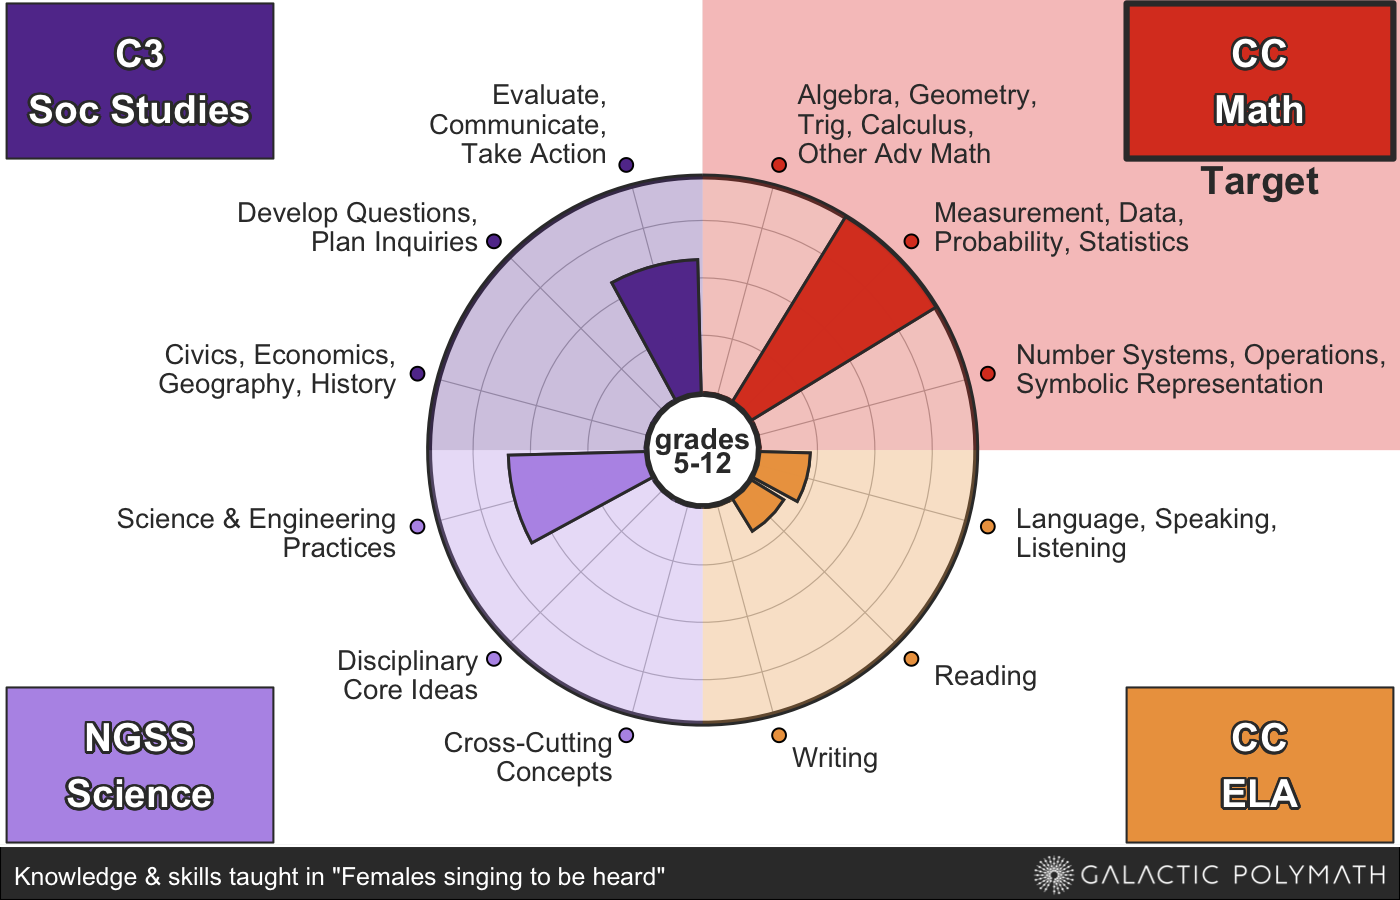 C3
Soc Studies
CC
Math
Target
Evaluate,
Communicate,
Take Action
Algebra, Geometry,
Trig, Calculus,
Other Adv Math
Develop Questions,
Plan Inquiries
Measurement, Data,
Probability, Statistics
Civics, Economics,
Geography, History
Number Systems, Operations,
Symbolic Representation
grades
5-12
Science & Engineering
Practices
Language, Speaking,
Listening
Disciplinary
Core Ideas
Reading
Cross-Cutting
Concepts
Writing
NGSS
Science
CC
ELA
Knowledge & skills taught in "Females singing to be heard"
GALACTIC POLYMATH